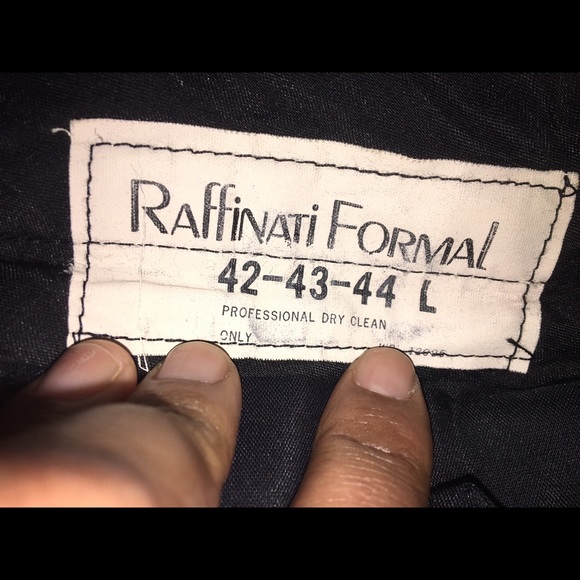 Raffinati Formal
42-43-44 L
PROFESSIONAL DRY CLEAN
ONLY